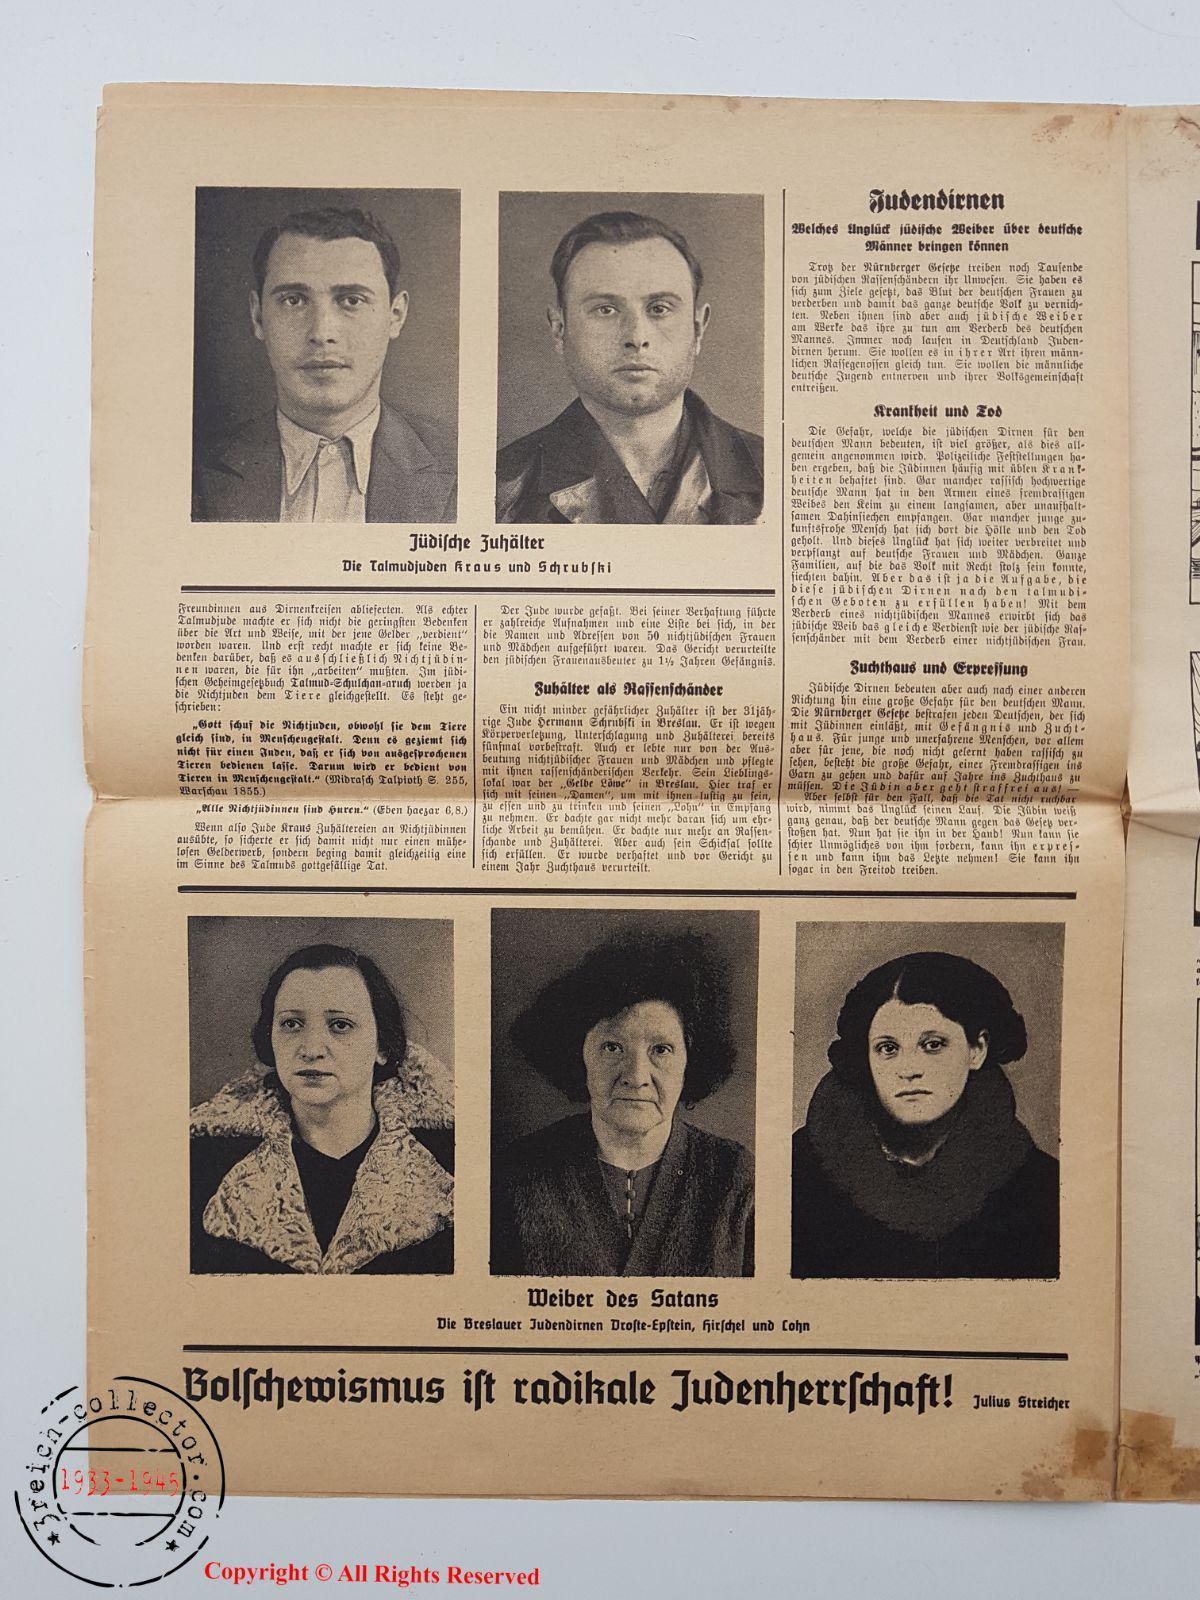 Jüdische Zuhälter
Die Talmudjuden Kraus und Schrubski
Freundinnen aus Dirnenkreisen ablieferten. Als echter
Talmudjude machte er sich nicht die geringsten Bedenken
über die Art und Weise, mit der jene Gelder „verdient"
worden waren. Und erst recht machte er sich keine Be-
denken darüber, daß es ausschließlich Nichtjüdin-
nen waren, die für ihn „arbeiten" mußten. Im jüdi-
schen Geheimgesetzbuch Talmud-Schulchan-aruch werden ja
die Nichtjuden dem Tiere gleichgestellt. Es steht ge-
schrieben:
„Gott schuf die Nichtjuden, obwohl sie dem Tiere
gleich sind, in Menschengestalt. Denn es geziemt sich
nicht für einen Juden, daß er sich von ausgesprochenen
Tieren bedienen lasse. Darum wird er bedient von
Tieren in Menschengestalt." (Midrasch Talpioth S. 255,
Warschau 1855.)
„Alle Nichtjüdinnen sind Huren." (Eben haezar 6,8.)
Wenn also Jude Kraus Zuhältereien an Nichtjüdinnen
ausübte, so sicherte er sich damit nicht nur einen mühe-
losen Gelderwerb, sondern beging damit gleichzeitig eine
im Sinne des Talmuds gottgefällige Tat.
Der Jude wurde gefaßt. Bei seiner Verhaftung führte
er zahlreiche Aufnahmen und eine Liste bei sich, in der
die Namen und Adressen von 50 nichtjüdischen Frauen
und Mädchen aufgeführt waren. Das Gericht verurteilte
den jüdischen Frauenausbeuter zu 1½ Jahren Gefängnis.
Zuhälter als Rassenschänder
Ein nicht minder gefährlicher Zuhälter ist der 31jäh-
rige Jude Hermann Schrubski in Breslau. Er ist wegen
Körperverletzung, Unterschlagung und Zuhälterei bereits
fünfmal vorbestraft. Auch er lebte nur von der Aus-
beutung nichtjüdischer Frauen und Mädchen und pflegte
mit ihnen rassenschänderischen Verkehr. Sein Lieblings-
lokal war der „Gelbe Löwe" in Breslau. Hier traf er
sich mit seinen „Damen", um mit ihnen lustig zu sein,
zu essen und zu trinken und seinen „Lohn" in Empfang
zu nehmen. Er dachte gar nicht mehr daran sich um ehr-
liche Arbeit zu bemühen. Er dachte nur mehr an Rassen-
schande und Zuhälterei. Aber auch sein Schicksal sollte
sich erfüllen. Er wurde verhaftet und vor Gericht zu
einem Jahr Zuchthaus verurteilt.
Judendirnen
Welches Unglück jüdische Weiber über deutsche
Männer bringen können
Trotz der Nürnberger Gesetze treiben noch Tausende
von jüdischen Rassenschändern ihr Unwesen. Sie haben es
sich zum Ziele gesetzt, das Blut der deutschen Frauen zu
verderben und damit das ganze deutsche Volk zu vernich-
ten. Neben ihnen sind aber auch jüdische Weiber
am Werke das ihre zu tun am Verderb des deutschen
Mannes. Immer noch laufen in Deutschland Juden-
dirnen herum. Sie wollen es in ihrer Art ihren männ-
lichen Rassegenossen gleich tun. Sie wollen die männliche
deutsche Jugend entnerven und ihrer Volksgemeinschaft
entreißen.
Krankheit und Tod
Die Gefahr, welche die jüdischen Dirnen für den
deutschen Mann bedeuten, ist viel größer, als dies all-
gemein angenommen wird. Polizeiliche Feststellungen ha-
ben ergeben, daß die Jüdinnen häufig mit üblen Krank-
heiten behaftet sind. Gar mancher rassisch hochwertige
deutsche Mann hat in den Armen eines fremdrassigen
Weibes den Keim zu einem langsamen, aber unaufhalt-
samen Dahinsiechen empfangen. Gar mancher junge zu-
kunftsfrohe Mensch hat sich dort die Hölle und den Tod
geholt. Und dieses Unglück hat sich weiter verbreitet und
verpflanzt auf deutsche Frauen und Mädchen. Ganze
Familien, auf die das Volk mit Recht stolz sein konnte,
siechten dahin. Aber das ist ja die Aufgabe, die
diese jüdischen Dirnen nach den talmudi-
schen Geboten zu erfüllen haben! Mit dem
Verderb eines nichtjüdischen Mannes erwirbt sich das
jüdische Weib das gleiche Verdienst wie der jüdische Ras-
senschänder mit dem Verderb einer nichtjüdischen Frau.
Zuchthaus und Erpressung
Jüdische Dirnen bedeuten aber auch nach einer anderen
Richtung hin eine große Gefahr für den deutschen Mann.
Die Nürnberger Gesetze bestrafen jeden Deutschen, der sich
mit Jüdinnen einläßt, mit Gefängnis und Zucht-
haus. Für junge und unerfahrene Menschen, vor allem
aber für jene, die noch nicht gelernt haben rassisch zu
sehen, besteht die große Gefahr, einer Fremdrassigen ins
Garn zu gehen und dafür auf Jahre ins Zuchthaus zu
müssen. Die Jüdin aber geht straffrei aus! —
Aber selbst für den Fall, daß die Tat nicht ruchbar
wird, nimmt das Unglück seinen Lauf. Die Jüdin weiß
ganz genau, daß der deutsche Mann gegen das Gesetz ver-
stoßen hat. Nun hat sie ihn in der Hand! Nun kann sie
schier Unmögliches von ihm fordern, kann ihn erpres-
sen und kann ihm das Letzte nehmen! Sie kann ihn
sogar in den Freitod treiben.
Weiber des Satans
Die Breslauer Judendirnen Droste-Epstein, Hirschel und Cohn
Bolschewismus ist radikale Judenherrschaft! Julius Streicher
3reich-collector.com
1933-1945
Copyright © All Rights Reserved